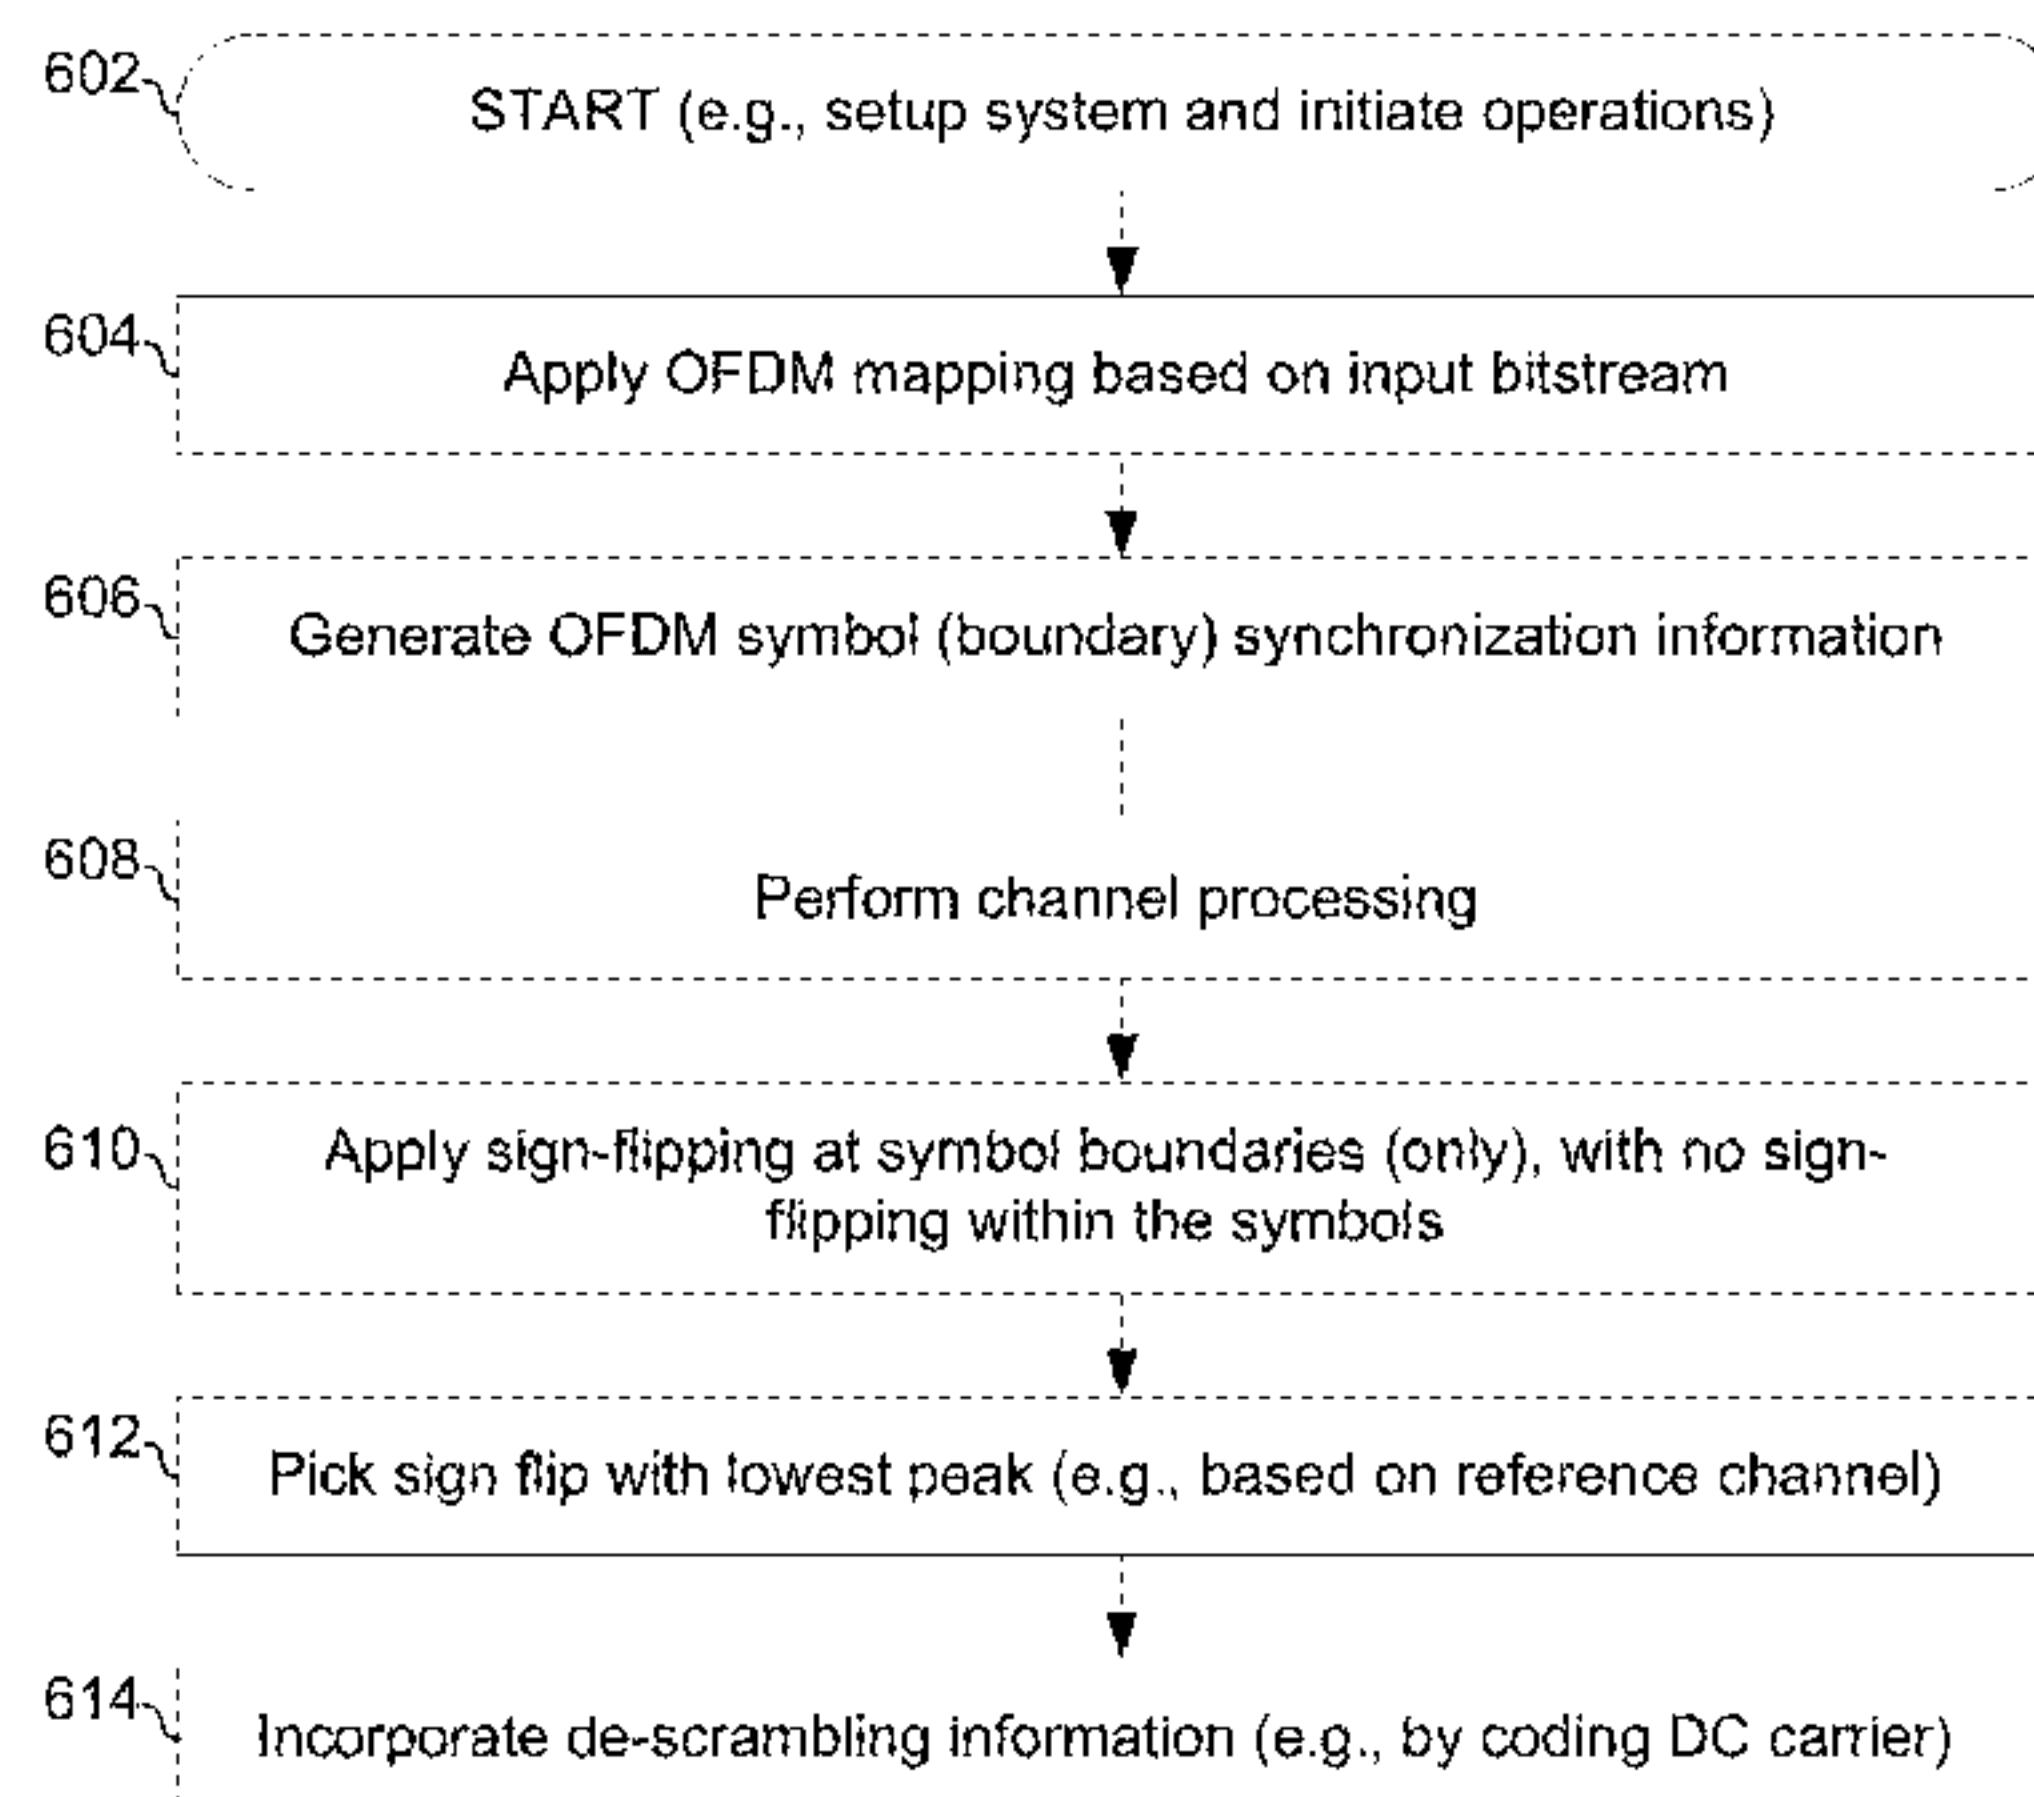 602
START (e.g., setup system and initiate operations)
604
Apply OFDM mapping based on input bitstream
606
Generate OFDM symbol (boundary) synchronization information
608
Perform channel processing
610
Apply sign-flipping at symbol boundaries (only), with no sign-
flipping within the symbols
612
Pick sign flip with lowest peak (e.g., based on reference channel)
614
Incorporate de-scrambling information (e.g., by coding DC carrier)